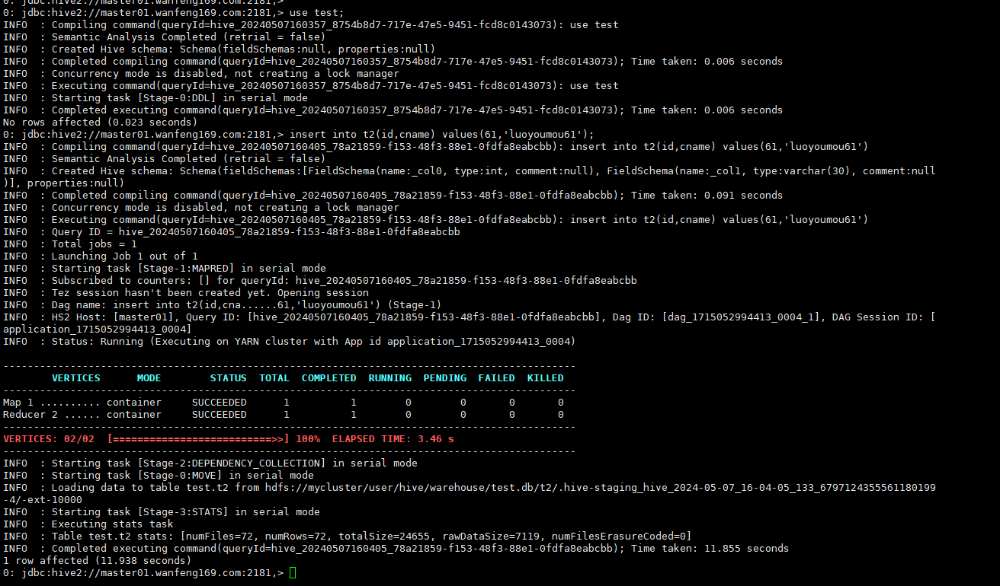 0: jdbc:hive2://master01.wanfeng169.com:2181,>
0: jdbc:hive2://master01.wanfeng169.com:2181,> use test;
INFO  : Compiling command(queryId=hive_20240507160357_8754b8d7-717e-47e5-9451-fcd8c0143073): use test
INFO  : Semantic Analysis Completed (retrial = false)
INFO  : Created Hive schema: Schema(fieldSchemas:null, properties:null)
INFO  : Completed compiling command(queryId=hive_20240507160357_8754b8d7-717e-47e5-9451-fcd8c0143073); Time taken: 0.006 seconds
INFO  : Concurrency mode is disabled, not creating a lock manager
INFO  : Executing command(queryId=hive_20240507160357_8754b8d7-717e-47e5-9451-fcd8c0143073): use test
INFO  : Starting task [Stage-0:DDL] in serial mode
INFO  : Completed executing command(queryId=hive_20240507160357_8754b8d7-717e-47e5-9451-fcd8c0143073); Time taken: 0.006 seconds
No rows affected (0.023 seconds)
0: jdbc:hive2://master01.wanfeng169.com:2181,> insert into t2(id,cname) values(61,'luoyoumou61');
INFO  : Compiling command(queryId=hive_20240507160405_78a21859-f153-48f3-88e1-0fdfa8eabcbb): insert into t2(id,cname) values(61,'luoyoumou61')
INFO  : Semantic Analysis Completed (retrial = false)
INFO  : Created Hive schema: Schema(fieldSchemas:[FieldSchema(name:_col0, type:int, comment:null), FieldSchema(name:_col1, type:varchar(30), comment:null
)], properties:null)
INFO  : Completed compiling command(queryId=hive_20240507160405_78a21859-f153-48f3-88e1-0fdfa8eabcbb); Time taken: 0.091 seconds
INFO  : Concurrency mode is disabled, not creating a lock manager
INFO  : Executing command(queryId=hive_20240507160405_78a21859-f153-48f3-88e1-0fdfa8eabcbb): insert into t2(id,cname) values(61,'luoyoumou61')
INFO  : Query ID = hive_20240507160405_78a21859-f153-48f3-88e1-0fdfa8eabcbb
INFO  : Total jobs = 1
INFO  : Launching Job 1 out of 1
INFO  : Starting task [Stage-1:MAPRED] in serial mode
INFO  : Subscribed to counters: [] for queryId: hive_20240507160405_78a21859-f153-48f3-88e1-0fdfa8eabcbb
INFO  : Tez session hasn't been created yet. Opening session
INFO  : Dag name: insert into t2(id,cna......61,'luoyoumou61') (Stage-1)
INFO  : HS2 Host: [master01], Query ID: [hive_20240507160405_78a21859-f153-48f3-88e1-0fdfa8eabcbb], Dag ID: [dag_1715052994413_0004_1], DAG Session ID: [
application_1715052994413_0004]
INFO  : Status: Running (Executing on YARN cluster with App id application_1715052994413_0004)
----------------------------------------------------------------------------------------------
        VERTICES      MODE        STATUS  TOTAL  COMPLETED  RUNNING  PENDING  FAILED  KILLED
----------------------------------------------------------------------------------------------
Map 1 .......... container     SUCCEEDED      1          1        0        0       0       0
Reducer 2 ...... container     SUCCEEDED      1          1        0        0       0       0
----------------------------------------------------------------------------------------------
VERTICES: 02/02  [==========================>>] 100%  ELAPSED TIME: 3.46 s
----------------------------------------------------------------------------------------------
INFO  : Starting task [Stage-2:DEPENDENCY_COLLECTION] in serial mode
INFO  : Starting task [Stage-0:MOVE] in serial mode
INFO  : Loading data to table test.t2 from hdfs://mycluster/user/hive/warehouse/test.db/t2/.hive-staging_hive_2024-05-07_16-04-05_133_6797124355561180199
-4/-ext-10000
INFO  : Starting task [Stage-3:STATS] in serial mode
INFO  : Executing stats task
INFO  : Table test.t2 stats: [numFiles=72, numRows=72, totalSize=24655, rawDataSize=7119, numFilesErasureCoded=0]
INFO  : Completed executing command(queryId=hive_20240507160405_78a21859-f153-48f3-88e1-0fdfa8eabcbb); Time taken: 11.855 seconds
1 row affected (11.938 seconds)
0: jdbc:hive2://master01.wanfeng169.com:2181,>